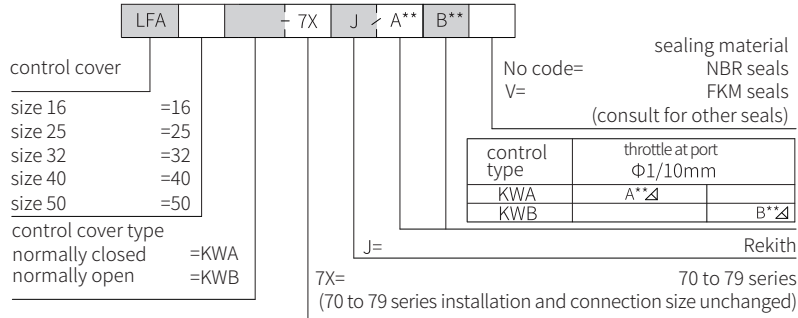 LFA - 7X J / A** B**
control cover
size 16 =16
size 25 =25
size 32 =32
size 40 =40
size 50 =50
control cover type
normally closed =KWA
normally open =KWB
sealing material
No code= NBR seals
V= FKM seals
(consult for other seals)
control type throttle at port Φ1/10mm
KWA A**⊿
KWB B**⊿
J= Rekith
7X= 70 to 79 series
(70 to 79 series installation and connection size unchanged)